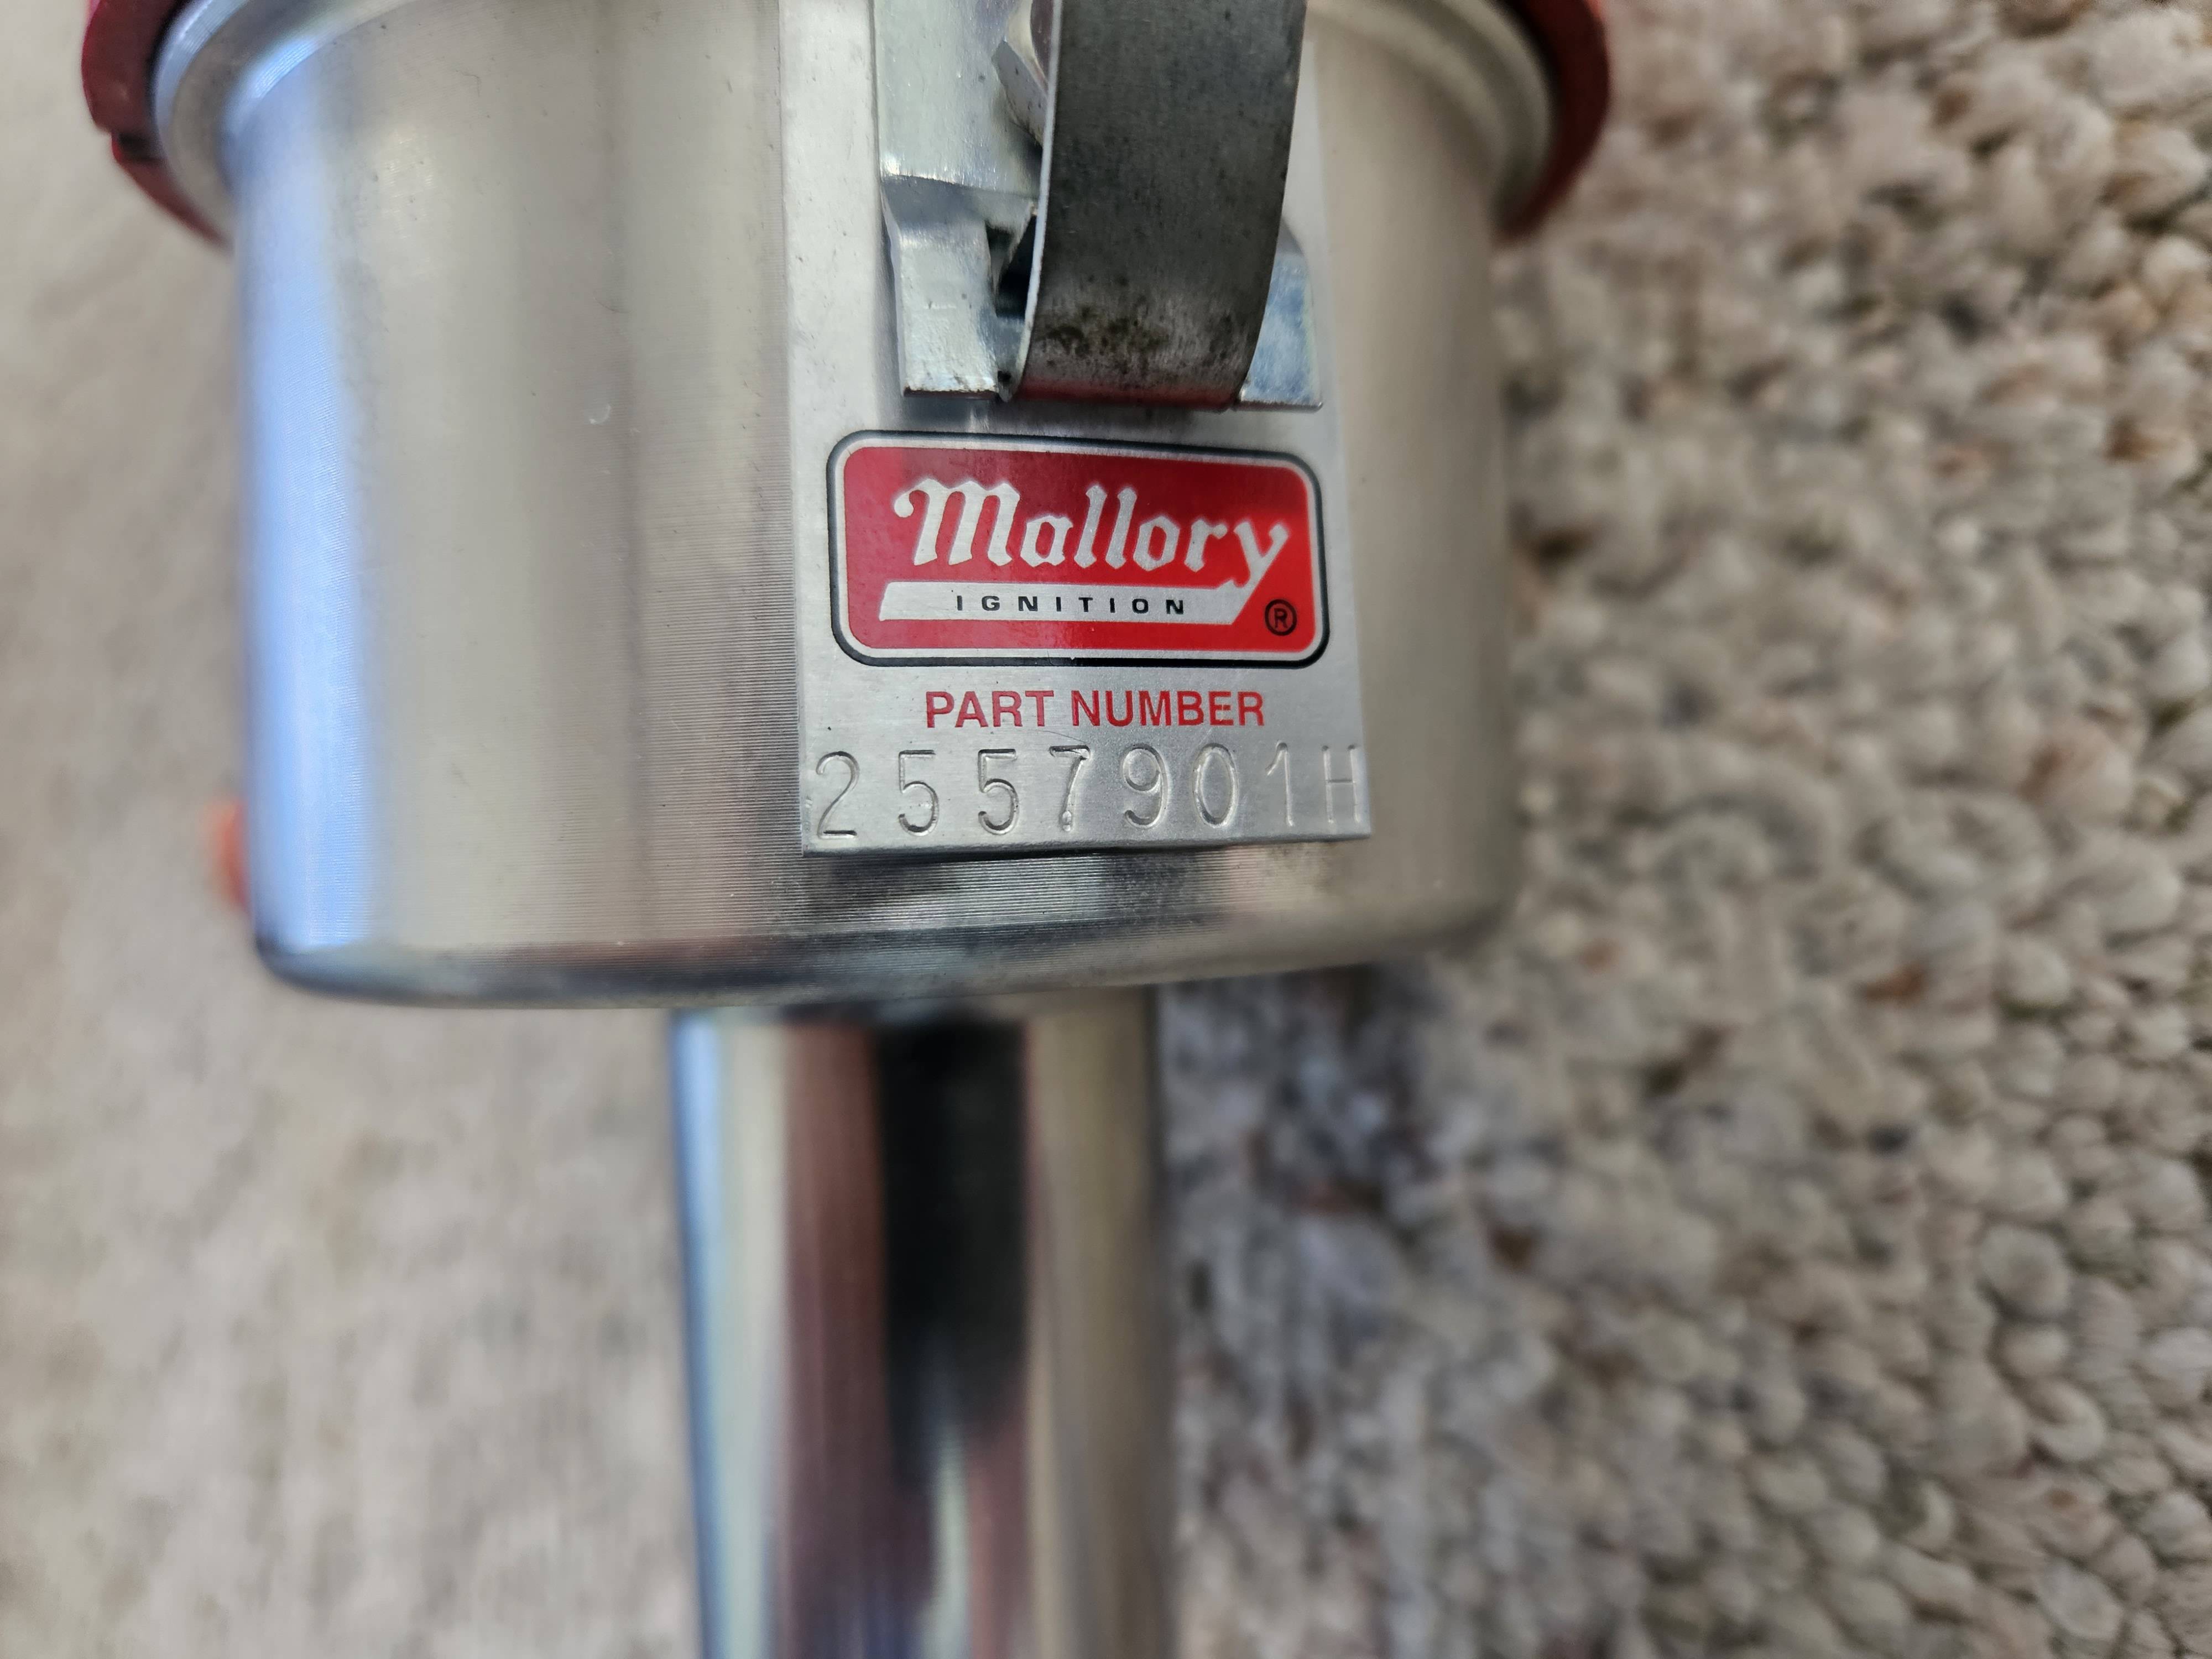 Mallory
IGNITION
®
PART NUMBER
2557901H